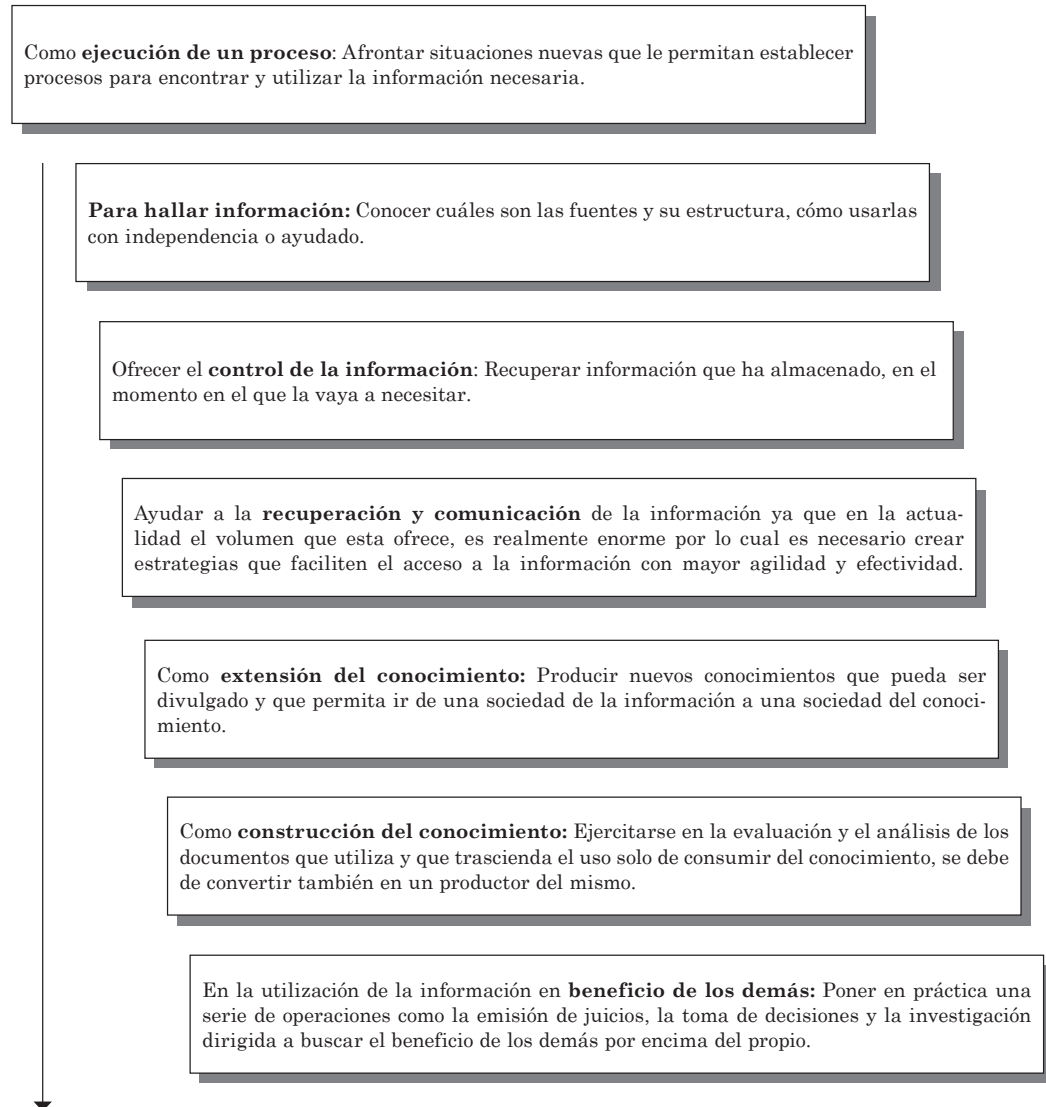 Como ejecución de un proceso: Afrontar situaciones nuevas que le permitan establecer
procesos para encontrar y utilizar la información necesaria.
Para hallar información: Conocer cuáles son las fuentes y su estructura, cómo usarlas
con independencia o ayudado.
Ofrecer el control de la información: Recuperar información que ha almacenado, en el
momento en el que la vaya a necesitar.
Ayudar a la recuperación y comunicación de la información ya que en la actua-
lidad el volumen que esta ofrece, es realmente enorme por lo cual es necesario crear
estrategias que faciliten el acceso a la información con mayor agilidad y efectividad.
Como extensión del conocimiento: Producir nuevos conocimientos que pueda ser
divulgado y que permita ir de una sociedad de la información a una sociedad del conoci-
miento.
Como construcción del conocimiento: Ejercitarse en la evaluación y el análisis de los
documentos que utiliza y que trascienda el uso solo de consumir del conocimiento, se debe
de convertir también en un productor del mismo.
En la utilización de la información en beneficio de los demás: Poner en práctica una
serie de operaciones como la emisión de juicios, la toma de decisiones y la investigación
dirigida a buscar el beneficio de los demás por encima del propio.